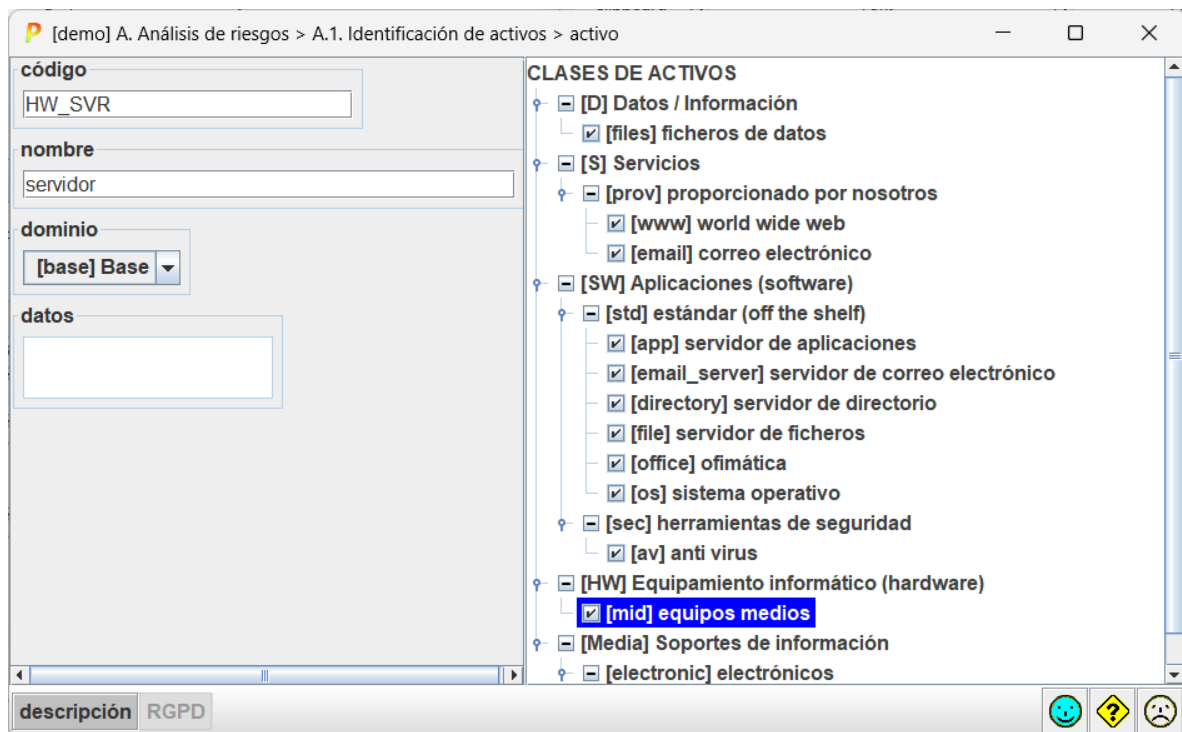 [demo] A. Análisis de riesgos > A.1. Identificación de activos > activo
código
HW_SVR
nombre
servidor
dominio
[base] Base
datos
CLASES DE ACTIVOS
[D] Datos / Información
[files] ficheros de datos
[S] Servicios
[prov] proporcionado por nosotros
[www] world wide web
[email] correo electrónico
[SW] Aplicaciones (software)
[std] estándar (off the shelf)
[app] servidor de aplicaciones
[email_server] servidor de correo electrónico
[directory] servidor de directorio
[file] servidor de ficheros
[office] ofimática
[os] sistema operativo
[sec] herramientas de seguridad
[av] anti virus
[HW] Equipamiento informático (hardware)
[mid] equipos medios
[Media] Soportes de información
[electronic] electrónicos
descripción RGPD